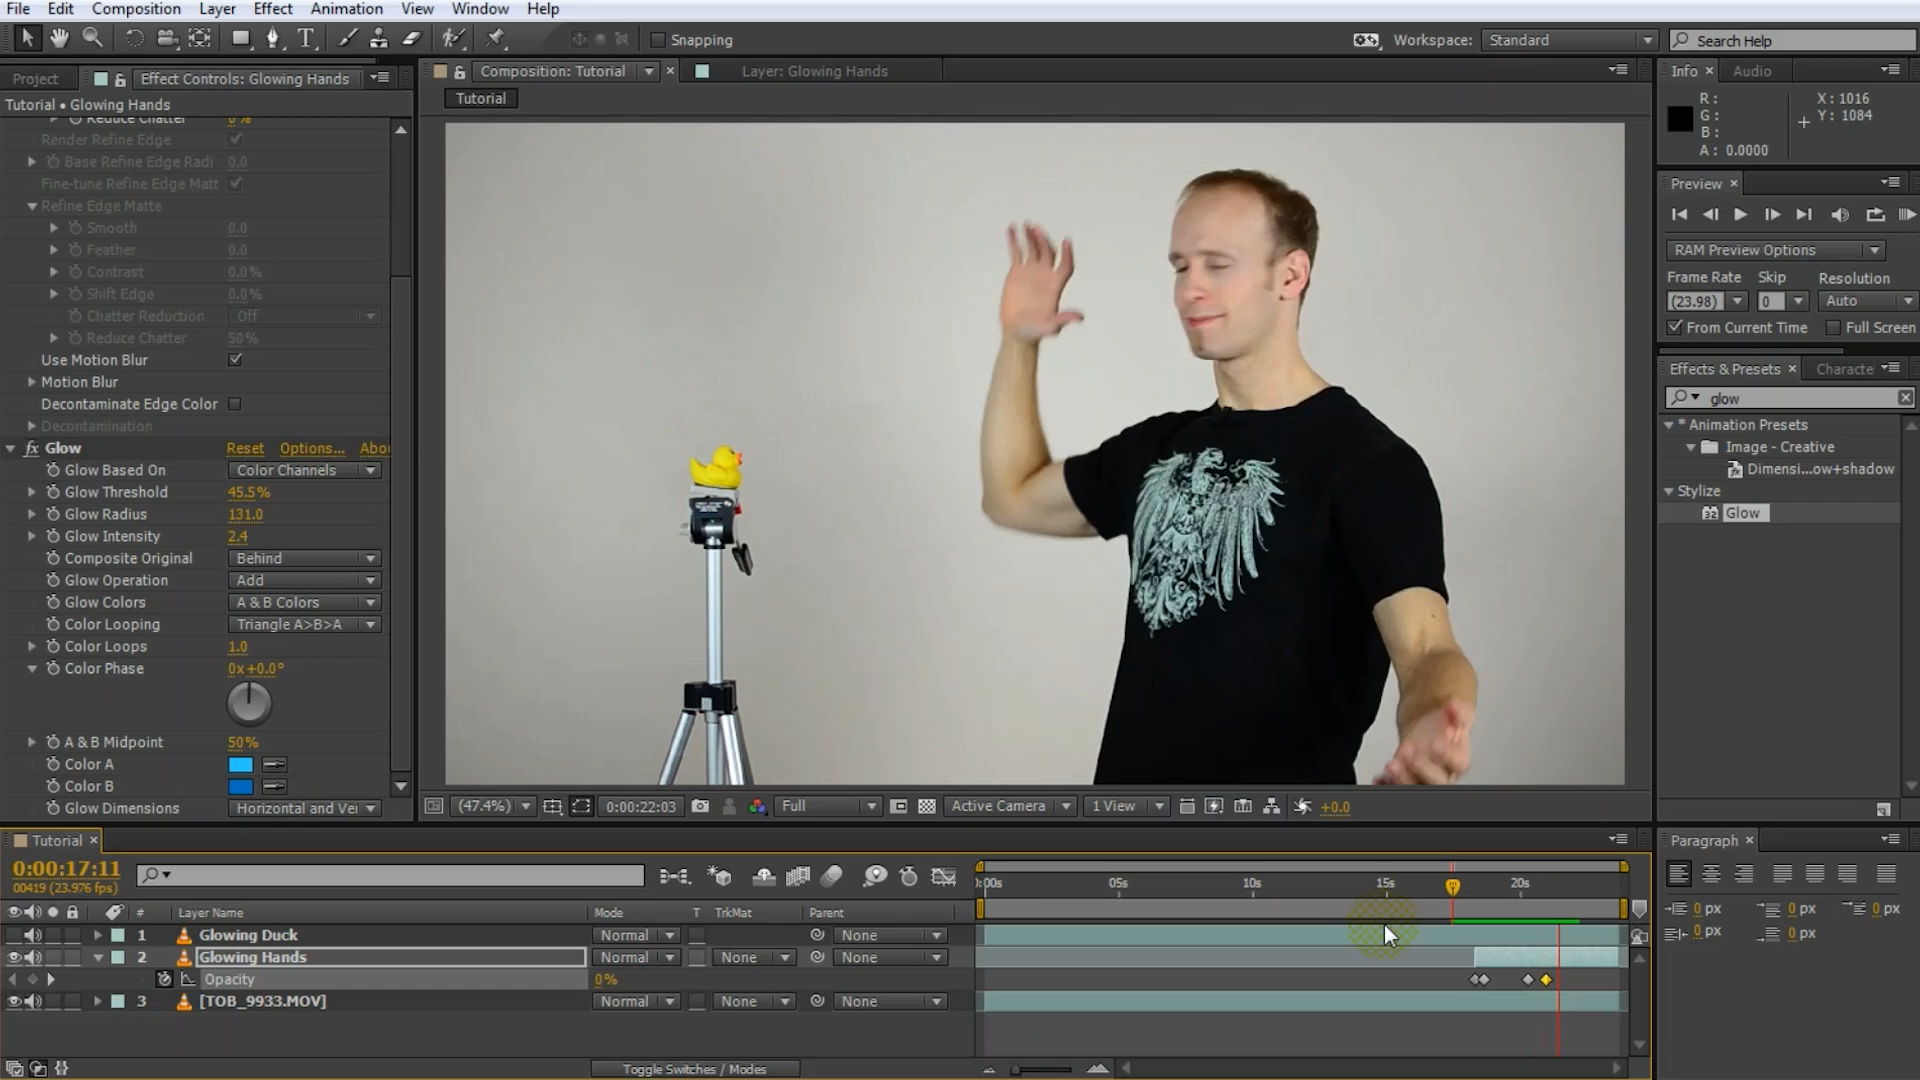 File Edit Composition Layer Effect Animation View Window Help
Snapping
Workspace: Standard
Search Help
Project
Effect Controls: Glowing Hands
Tutorial • Glowing Hands
Reduce Chatter 0%
Render Refine Edge
Base Refine Edge Radi 0.0
Fine-tune Refine Edge Matt
Refine Edge Matte
Smooth 0.0
Feather 0.0
Contrast 0.0%
Shift Edge 0.0%
Chatter Reduction Off
Reduce Chatter 50%
Use Motion Blur
Motion Blur
Decontaminate Edge Color
Decontamination
fx Glow Reset Options... Abou
Glow Based On Color Channels
Glow Threshold 45.5%
Glow Radius 131.0
Glow Intensity 2.4
Composite Original Behind
Glow Operation Add
Glow Colors A & B Colors
Color Looping Triangle A>B>A
Color Loops 1.0
Color Phase 0x+0.0°
A & B Midpoint 50%
Color A
Color B
Glow Dimensions Horizontal and Ver
Composition: Tutorial
Layer: Glowing Hands
Tutorial
(47.4%) 0:00:22:03 Full Active Camera 1 View +0.0
Info Audio
R: X: 1016
G: Y: 1084
B:
A: 0.0000
Preview
RAM Preview Options
Frame Rate Skip Resolution
(23.98) 0 Auto
From Current Time Full Screen
Effects & Presets Characte
glow
* Animation Presets
Image - Creative
Dimensi...ow+shadow
Stylize
32 Glow
Tutorial
0:00:17:11
00419 (23.976 fps)
# Layer Name Mode T TrkMat Parent
1 Glowing Duck Normal None
2 Glowing Hands Normal None None
Opacity 0%
3 [TOB_9933.MOV] Normal None None
Toggle Switches / Modes
):00s 05s 10s 15s 20s
Paragraph
0 px 0 px 0 px
0 px 0 px